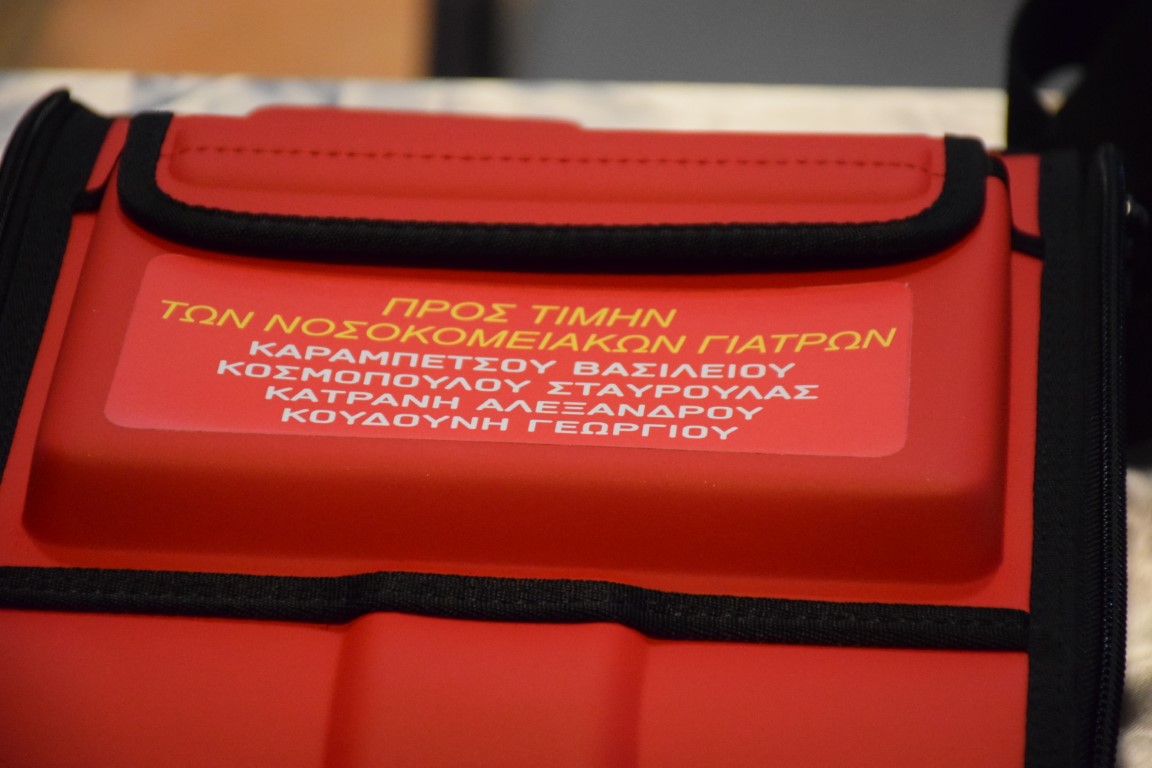 ΠΡΟΣ ΤΙΜΗΝ
ΤΩΝ ΝΟΣΟΚΟΜΕΙΑΚΩΝ ΓΙΑΤΡΩΝ
ΚΑΡΑΜΠΕΤΣΟΥ ΒΑΣΙΛΕΙΟΥ
ΚΟΣΜΟΠΟΥΛΟΥ ΣΤΑΥΡΟΥΛΑΣ
ΚΑΤΡΑΝΗ ΑΛΕΞΑΝΔΡΟΥ
ΚΟΥΔΟΥΝΗ ΓΕΩΡΓΙΟΥ